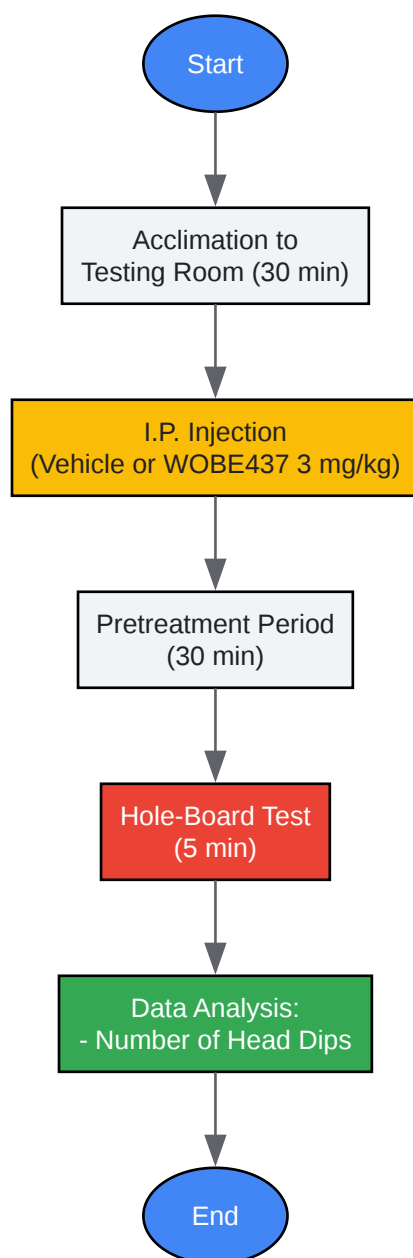 Start
Acclimation to
Testing Room (30 min)
I.P. Injection
(Vehicle or WOBE437 3 mg/kg)
Pretreatment Period
(30 min)
Hole-Board Test
(5 min)
Data Analysis:
- Number of Head Dips
End